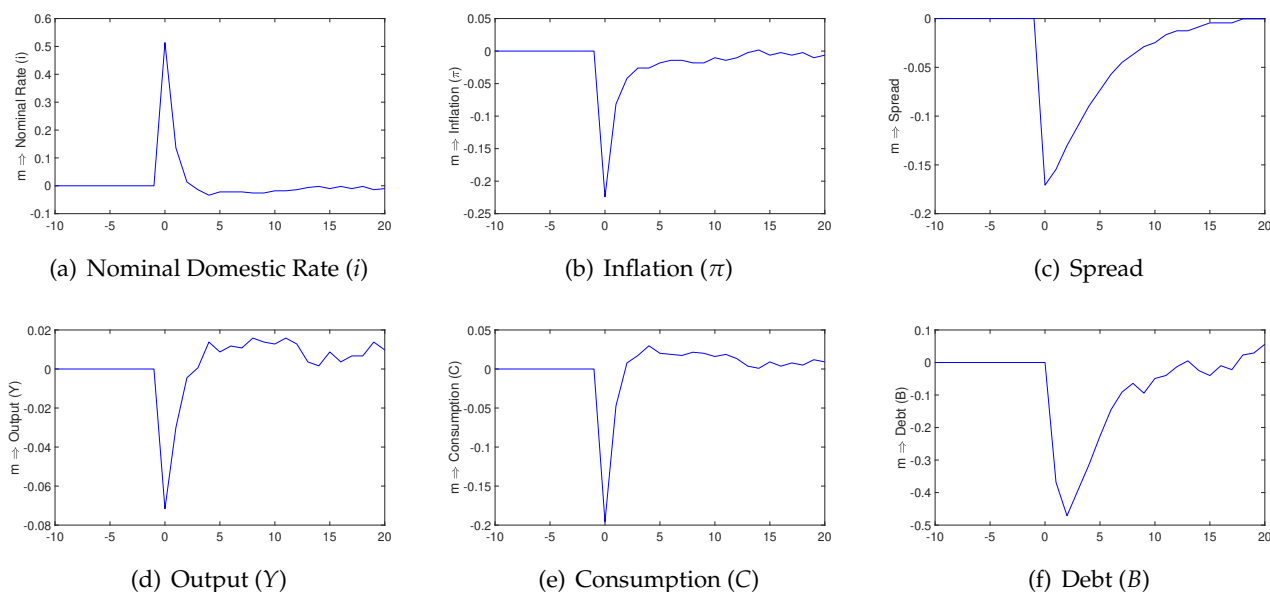 0.6
0.5
0.4
0.3
0.2
0.1
0
-0.1
m ⇒ Nominal Rate (i)
-10 -5 0 5 10 15 20
(a) Nominal Domestic Rate (i)
0.05
0
-0.05
-0.1
-0.15
-0.2
-0.25
m ⇒ Inflation (π)
-10 -5 0 5 10 15 20
(b) Inflation (π)
0
-0.05
-0.1
-0.15
-0.2
m ⇒ Spread
-10 -5 0 5 10 15 20
(c) Spread
0.02
0
-0.02
-0.04
-0.06
-0.08
m ⇒ Output (Y)
-10 -5 0 5 10 15 20
(d) Output (Y)
0.05
0
-0.05
-0.1
-0.15
-0.2
m ⇒ Consumption (C)
-10 -5 0 5 10 15 20
(e) Consumption (C)
0.1
0
-0.1
-0.2
-0.3
-0.4
-0.5
m ⇒ Debt (B)
-10 -5 0 5 10 15 20
(f) Debt (B)